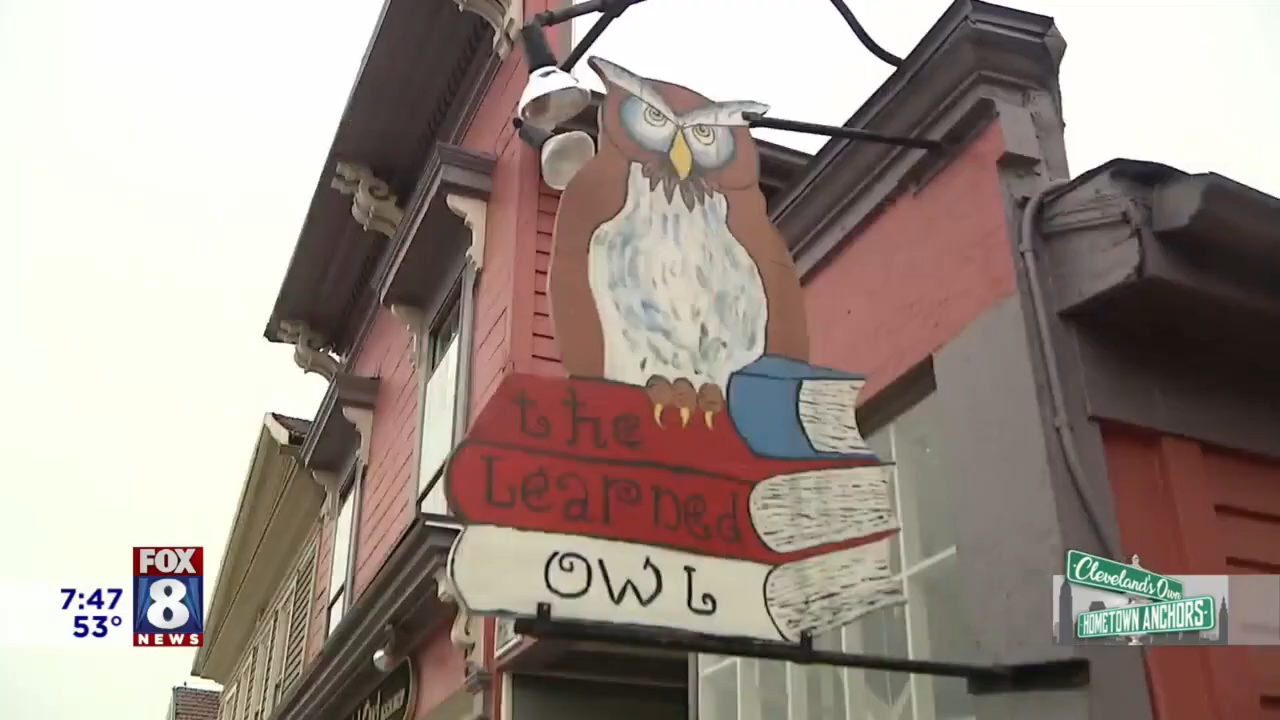 the
Learned
OWL
FOX
8
NEWS
7:47
53°
Cleveland's Own
HOMETOWN ANCHORS